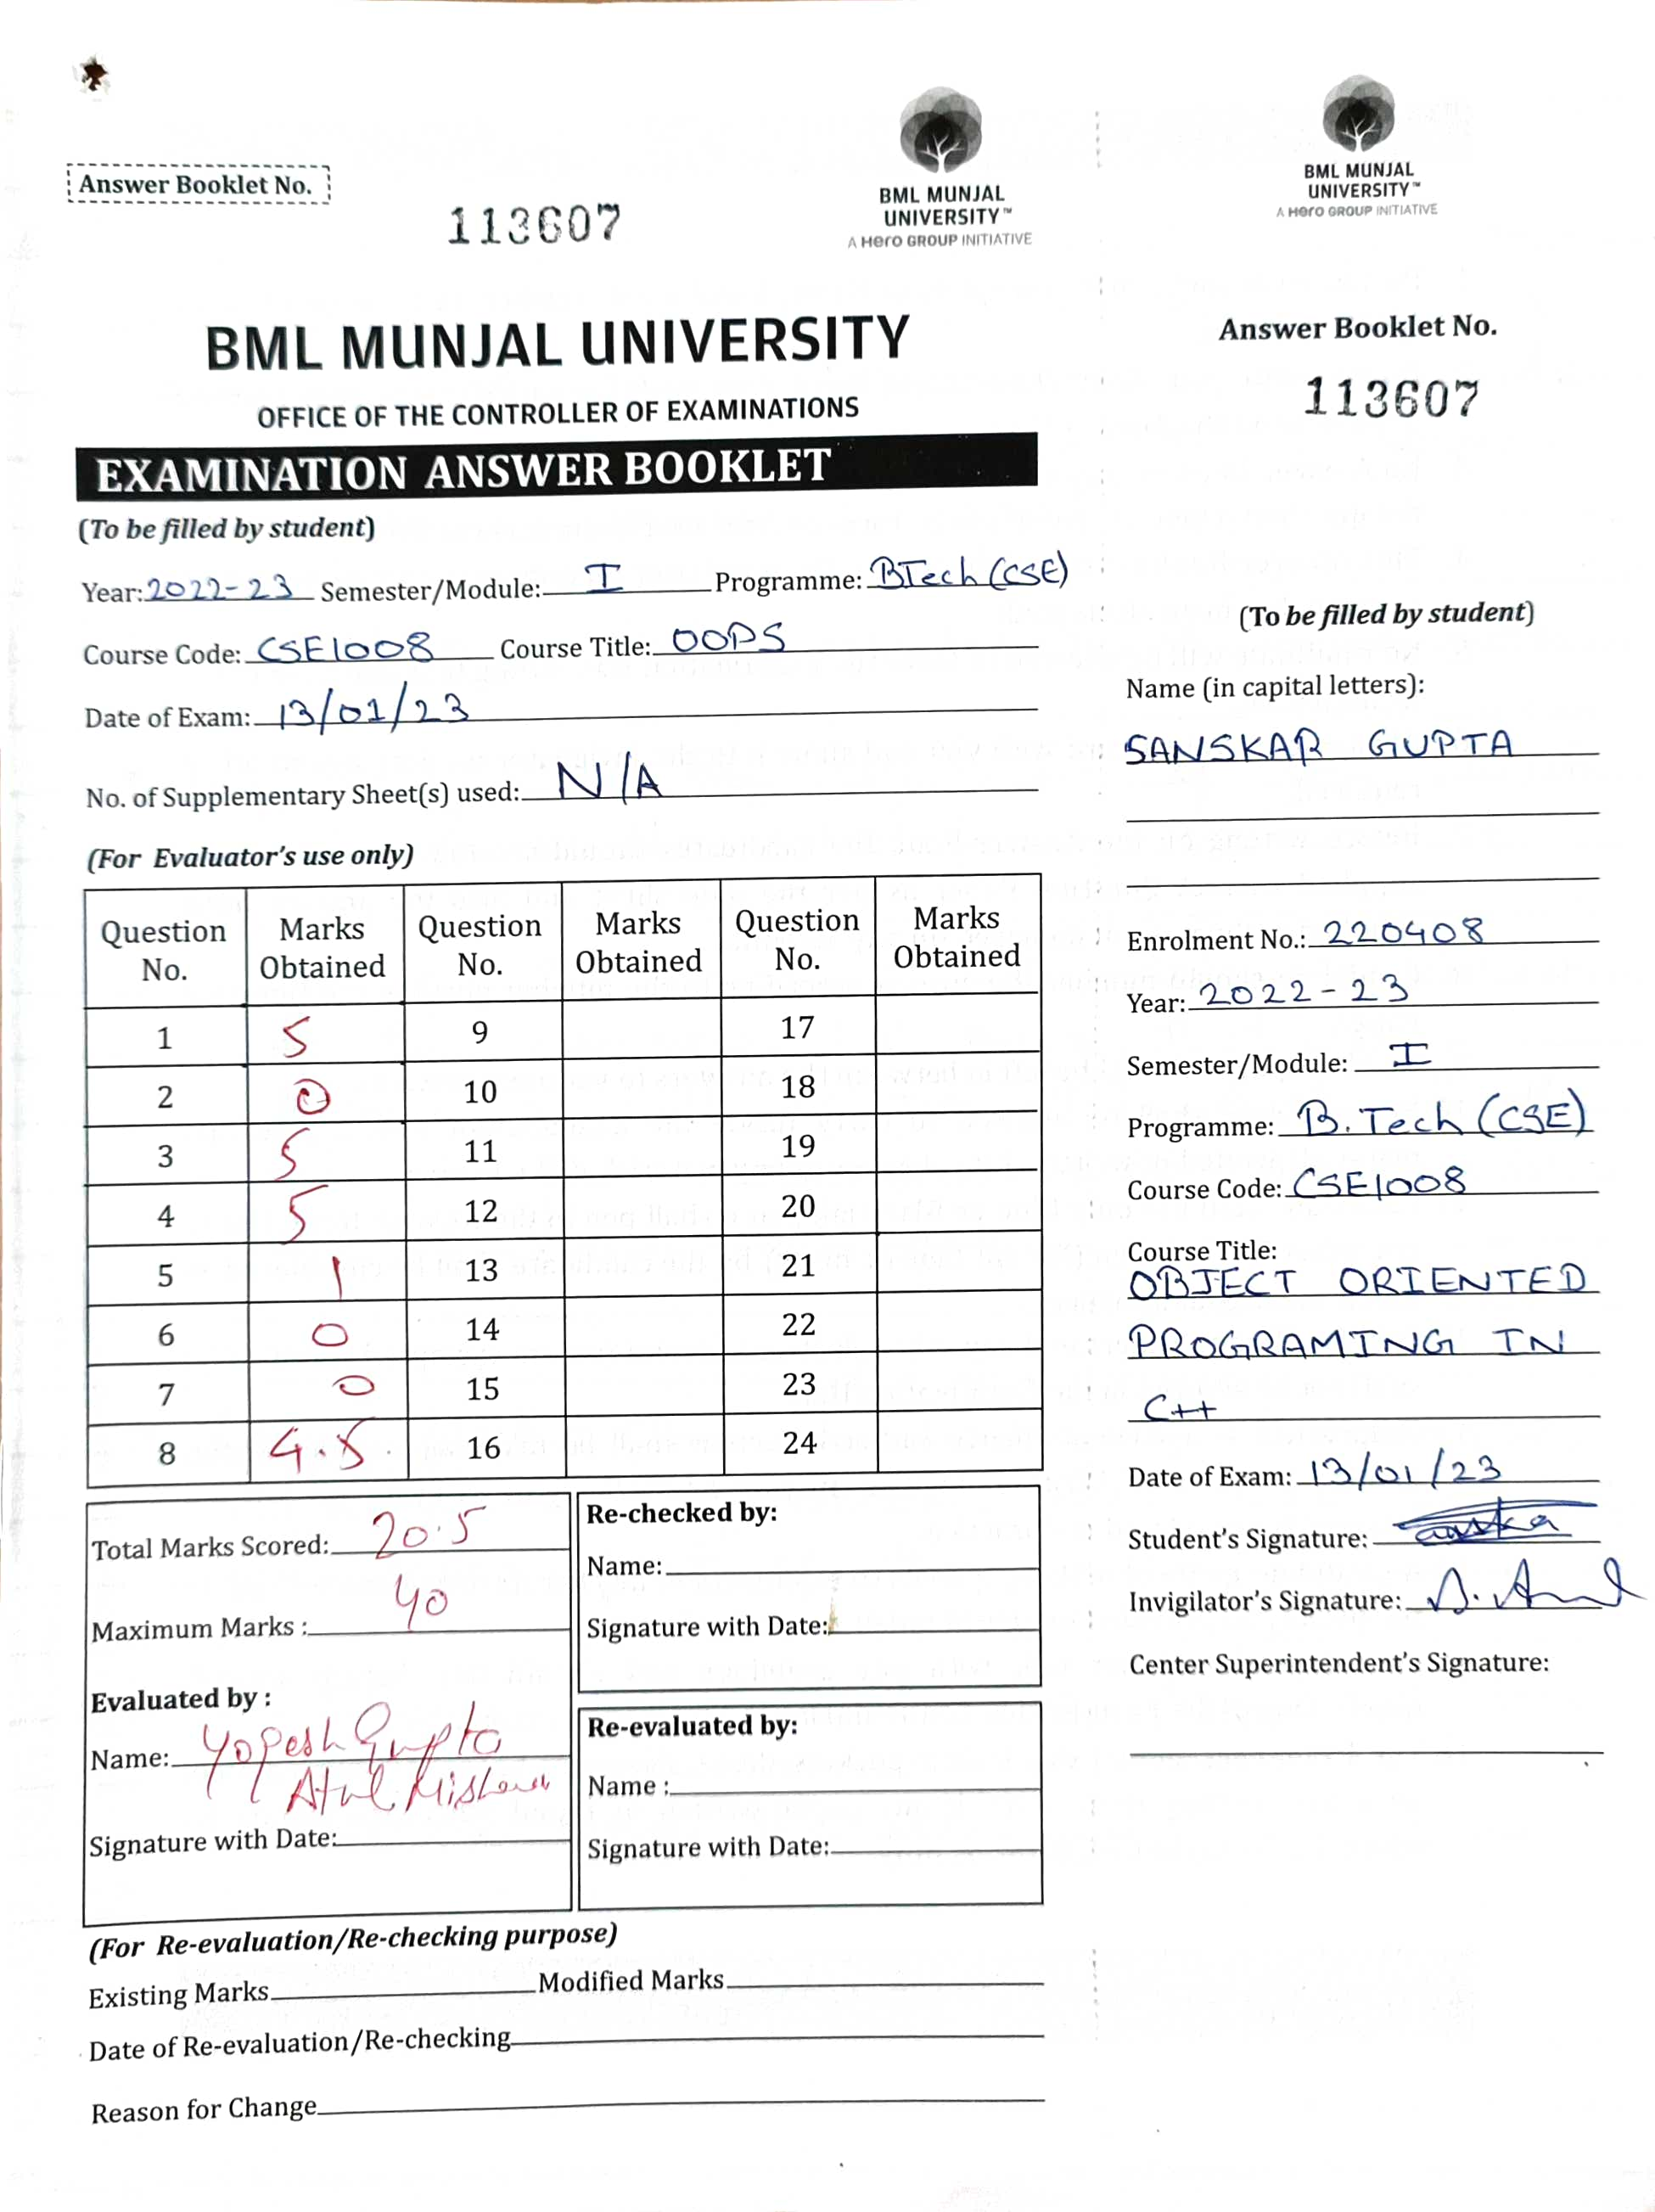 Answer Booklet No.
113607
BML MUNJAL
UNIVERSITY™
A Hero GROUP INITIATIVE
BML MUNJAL UNIVERSITY
OFFICE OF THE CONTROLLER OF EXAMINATIONS
EXAMINATION ANSWER BOOKLET
(To be filled by student)
Year: 2022-23 Semester/Module: I Programme: BTech (CSE)
Course Code: CSE1008 Course Title: OOPS
Date of Exam: 13/01/23
No. of Supplementary Sheet(s) used: N/A
(For Evaluator's use only)
Question No. Marks Obtained Question No. Marks Obtained Question No. Marks Obtained
1 5 9 17
2 0 10 18
3 5 11 19
4 5 12 20
5 1 13 21
6 0 14 22
7 0 15 23
8 4.5 16 24
Total Marks Scored: 20.5
Maximum Marks : 40
Evaluated by :
Name: Yogesh Gupta
Atul Mishra
Signature with Date:
Re-checked by:
Name:
Signature with Date:
Re-evaluated by:
Name :
Signature with Date:
(For Re-evaluation/Re-checking purpose)
Existing Marks Modified Marks
Date of Re-evaluation/Re-checking
Reason for Change
BML MUNJAL
UNIVERSITY™
A Hero GROUP INITIATIVE
Answer Booklet No.
113607
(To be filled by student)
Name (in capital letters):
SANSKAR GUPTA
Enrolment No.: 220408
Year: 2022-23
Semester/Module: I
Programme: B.Tech (CSE)
Course Code: CSE1008
Course Title:
OBJECT ORIENTED
PROGRAMING IN
C++
Date of Exam: 13/01/23
Student's Signature:
Invigilator's Signature:
Center Superintendent's Signature: